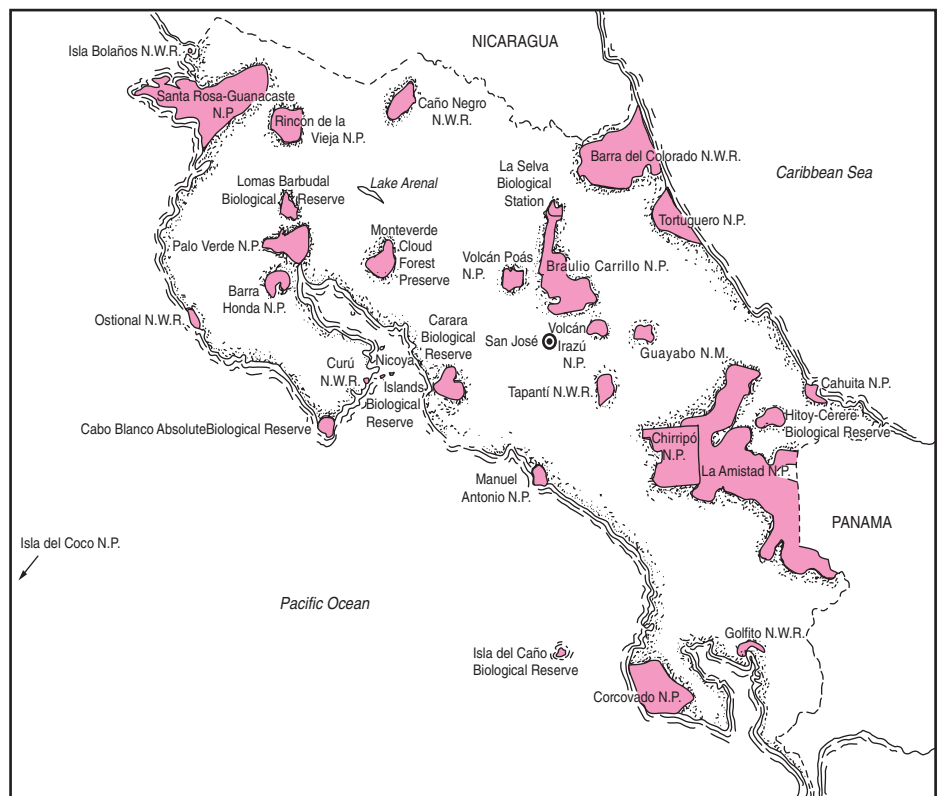 NICARAGUA
Isla Bolaños N.W.R.
Santa Rosa-Guanacaste
N.P.
Rincón de la
Vieja N.P.
Caño Negro
N.W.R.
Barra del Colorado N.W.R.
Caribbean Sea
La Selva
Biological
Station
Lomas Barbudal
Biological Reserve
Lake Arenal
Tortuguero N.P.
Palo Verde N.P.
Monteverde
Cloud
Forest
Preserve
Volcán Poás
N.P.
Braulio Carrillo N.P.
Barra
Honda N.P.
Ostional N.W.R.
Carara
Biological
Reserve
San José
Volcán
Irazú
N.P.
Guayabo N.M.
Curú
N.W.R.
Nicoya
Islands
Biological
Reserve
Tapantí N.W.R.
Cahuita N.P.
Hitoy-Cerere
Biological Reserve
Cabo Blanco AbsoluteBiological Reserve
Chirripó
N.P.
La Amistad N.P.
Manuel
Antonio N.P.
PANAMA
Isla del Coco N.P.
Pacific Ocean
Golfito N.W.R.
Isla del Caño
Biological Reserve
Corcovado N.P.